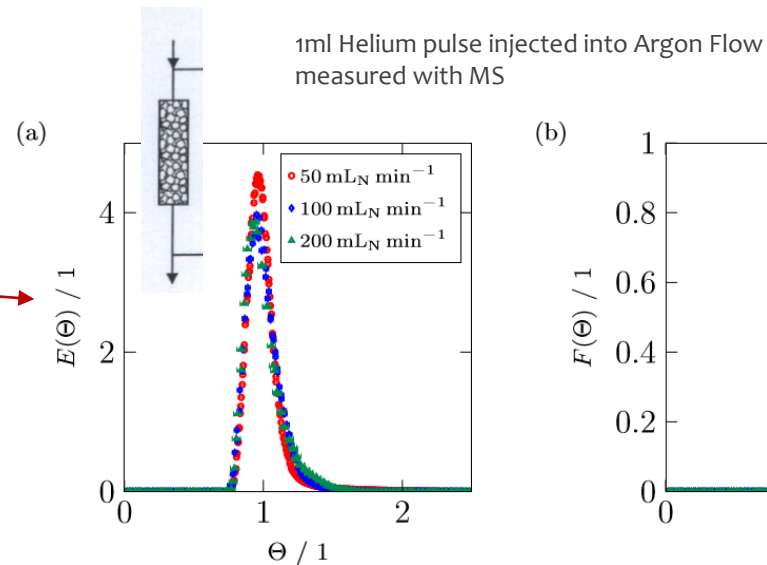 1ml Helium pulse injected into Argon Flow
measured with MS
(a)
50 mL_N min⁻¹
100 mL_N min⁻¹
200 mL_N min⁻¹
E(Θ) / 1
4
2
0
0
1
2
Θ / 1
(b)
F(Θ) / 1
1
0.8
0.6
0.4
0.2
0
0